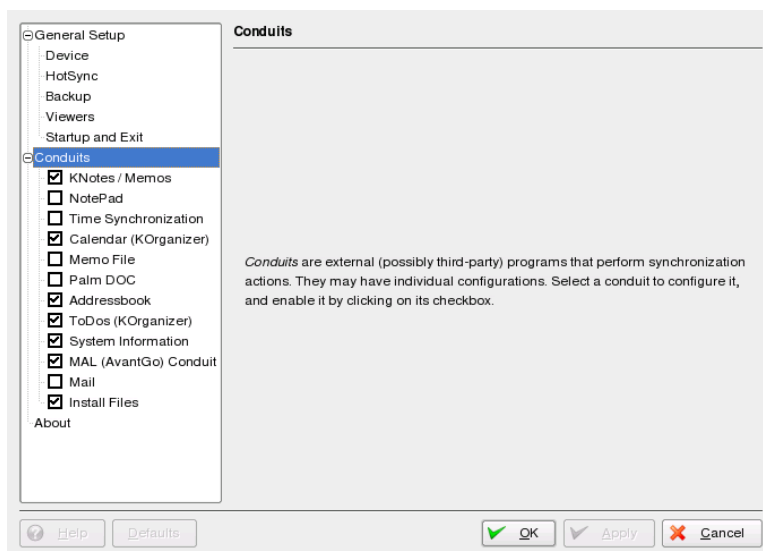 General Setup
Device
HotSync
Backup
Viewers
Startup and Exit
Conduits
KNotes / Memos
NotePad
Time Synchronization
Calendar (KOrganizer)
Memo File
Palm DOC
Addressbook
ToDos (KOrganizer)
System Information
MAL (AvantGo) Conduit
Mail
Install Files
About
Conduits
Conduits are external (possibly third-party) programs that perform synchronization
actions. They may have individual configurations. Select a conduit to configure it,
and enable it by clicking on its checkbox.
Help
Defaults
OK
Apply
Cancel